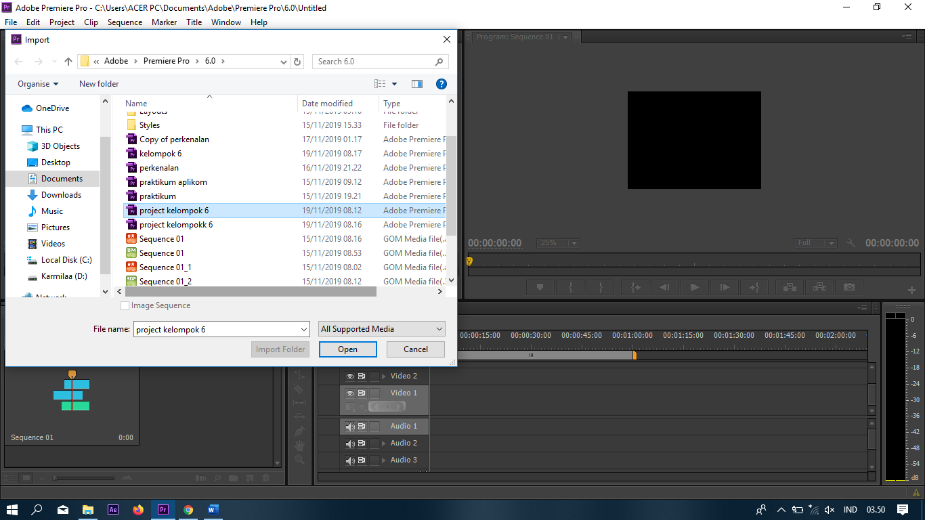 Adobe Premiere Pro - C:\Users\ACER PC\Documents\Adobe\Premiere Pro\6.0\Untitled
File Edit Project Clip Sequence Marker Title Window Help
Import
Program: Sequence 01
« Adobe › Premiere Pro › 6.0 ›
Search 6.0
Organise
New folder
Name Date modified Type
OneDrive
This PC
3D Objects
Desktop
Documents
Downloads
Music
Pictures
Videos
Local Disk (C:)
Karmilaa (D:)
Network
Layouts 15/11/2019 09.16 File folder
Styles 15/11/2019 15.33 File folder
Copy of perkenalan 17/11/2019 01.17 Adobe Premiere P
kelompok 6 19/11/2019 08.17 Adobe Premiere P
perkenalan 16/11/2019 21.22 Adobe Premiere P
praktikum aplikom 15/11/2019 09.12 Adobe Premiere P
praktikum 15/11/2019 19.21 Adobe Premiere P
project kelompok 6 19/11/2019 08.12 Adobe Premiere P
project kelompokk 6 19/11/2019 08.16 Adobe Premiere P
Sequence 01 19/11/2019 08.16 GOM Media file(.
Sequence 01 15/11/2019 08.53 GOM Media file(.
Sequence 01_1 19/11/2019 08.02 GOM Media file(.
Sequence 01_2 19/11/2019 08.12 GOM Media file(.
Image Sequence
File name: project kelompok 6
All Supported Media
Import Folder
Open
Cancel
00:00:00:00 25% Full 00:00:00:00
00:00:15:00 00:00:30:00 00:00:45:00 00:01:00:00 00:01:15:00 00:01:30:00 00:01:45:00 00:02:00:00
Video 2
Video 1
Audio 1
Audio 2
Audio 3
Sequence 01 0:00
0
-6
-12
-18
-24
-30
-36
-42
-48
-54
dB
IND 03.50